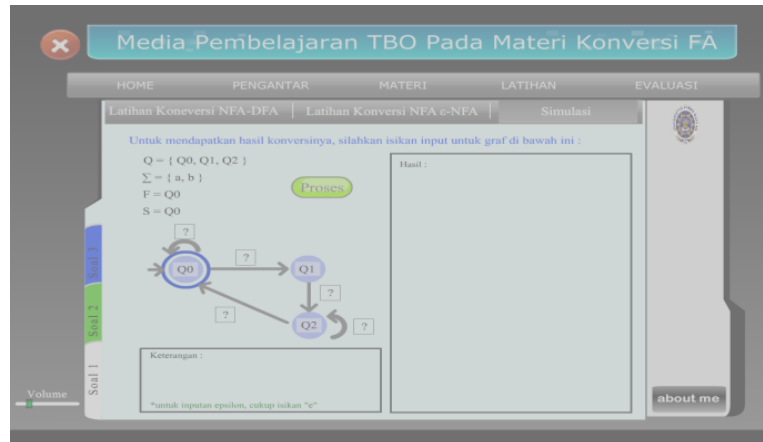 Media Pembelajaran TBO Pada Materi Konversi FA
HOME PENGANTAR MATERI LATIHAN EVALUASI
Latihan Koneversi NFA-DFA Latihan Konversi NFA ε-NFA Simulasi
Untuk mendapatkan hasil konversinya, silahkan isikan input untuk graf di bawah ini :
Q = { Q0, Q1, Q2 }
∑ = { a, b }
F = Q0
S = Q0
Proses
Hasil :
?
?
Q0
Q1
?
?
Q2
?
Keterangan :
*untuk inputan epsilon, cukup isikan "e"
Soal 3
Soal 2
Soal 1
Volume
about me